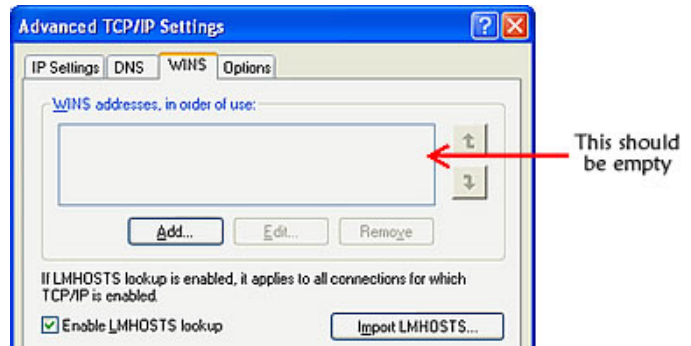 Advanced TCP/IP Settings
IP Settings DNS WINS Options
WINS addresses, in order of use:
This should
be empty
Add... Edit... Remove
If LMHOSTS lookup is enabled, it applies to all connections for which
TCP/IP is enabled.
Enable LMHOSTS lookup Import LMHOSTS...